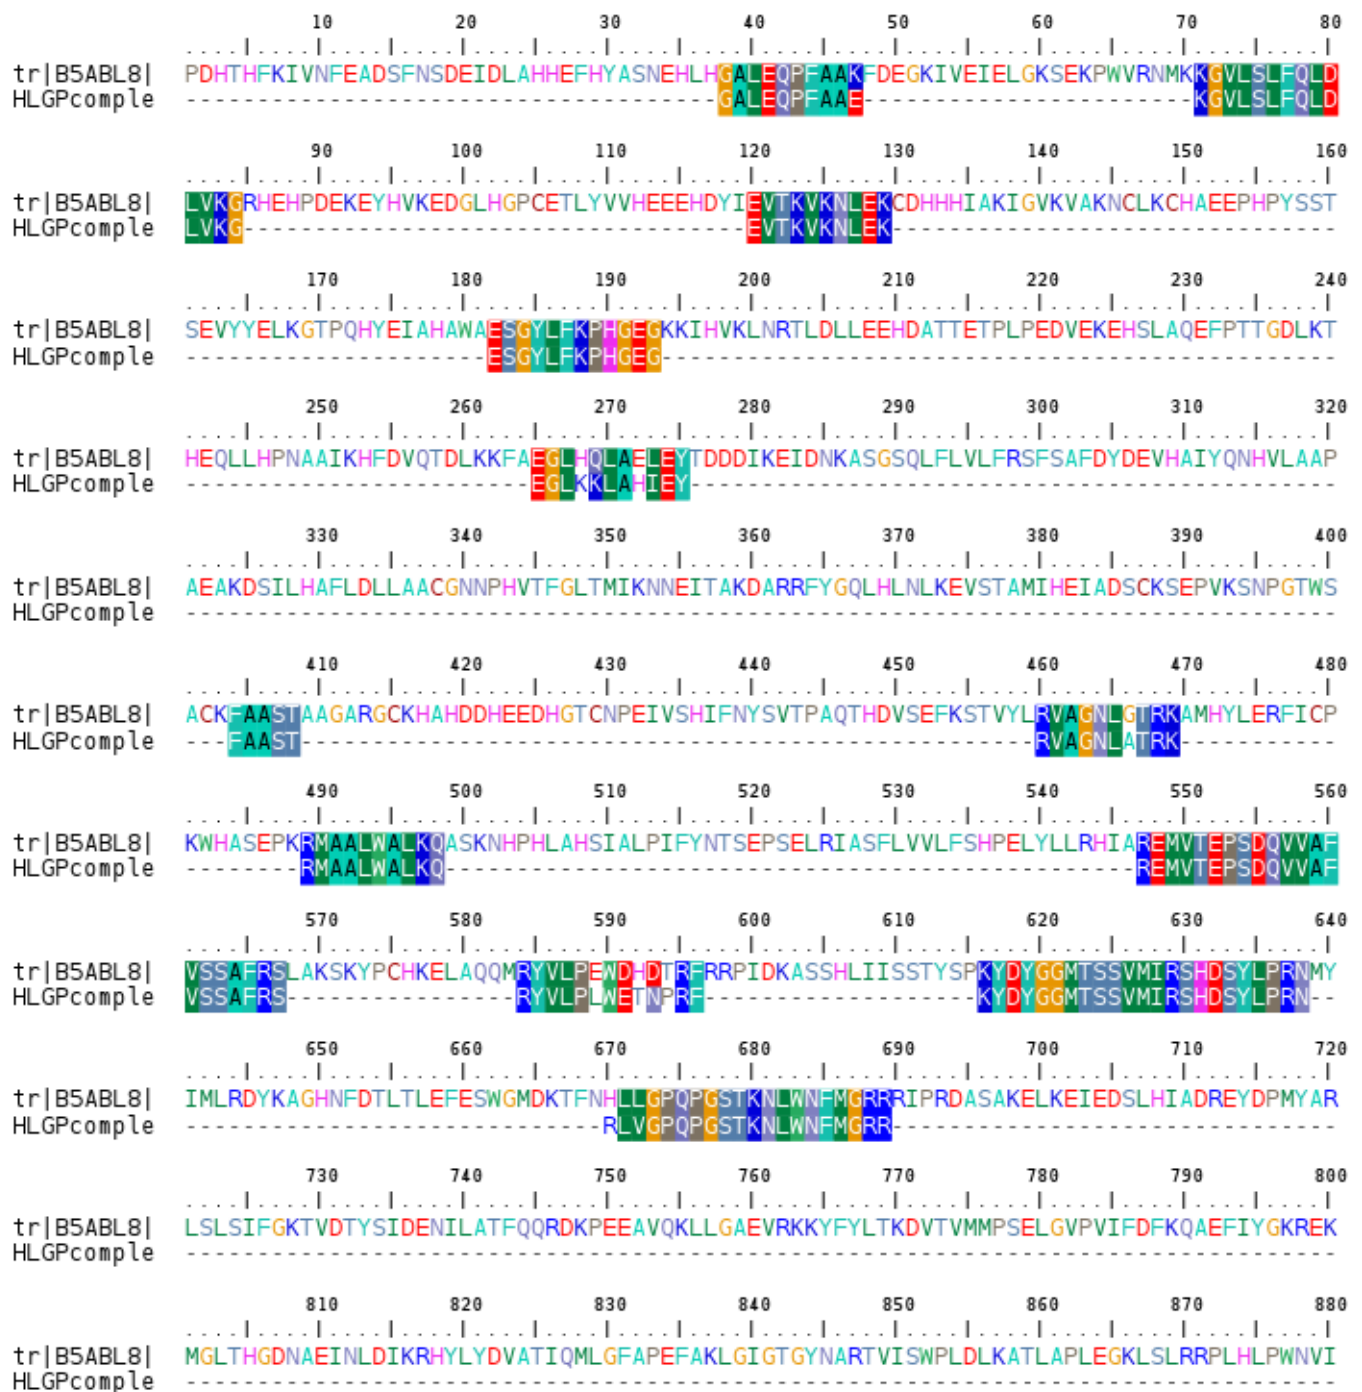 10 20 30 40 50 60 70 80
....|....|....|....|....|....|....|....|....|....|....|....|....|....|....|....|
tr|B5ABL8| PDHTHFKIVNFEADSFNSDEIDLAHHEFHYASNEHLHGALEQPFAAKFDEGKIVEIELGKSEKPWVRNMKKGVLSLFQLD
HLGPcomple -------------------------------------GALEQPFAAE-----------------------KGVLSLFQLD
90 100 110 120 130 140 150 160
....|....|....|....|....|....|....|....|....|....|....|....|....|....|....|....|
tr|B5ABL8| LVKGRHEHPDEKEYHVKEDGLHGPCETLYVVHEEEHDYIEVTKVKNLEKCDHHHIAKIGVKVAKNCLKCHAEEPHPYSST
HLGPcomple LVKG-----------------------------------EVTKVKNLEK-------------------------------
170 180 190 200 210 220 230 240
....|....|....|....|....|....|....|....|....|....|....|....|....|....|....|....|
tr|B5ABL8| SEVYYELKGTPQHYEIAHAWAESGYLFKPHGEGKKIHVKLNRTLDLLEEHDATTETPLPEDVEKEHSLAQEFPTTGDLKT
HLGPcomple ---------------------ESGYLFKPHGEG-----------------------------------------------
250 260 270 280 290 300 310 320
....|....|....|....|....|....|....|....|....|....|....|....|....|....|....|....|
tr|B5ABL8| HEQLLHPNAAIKHFDVQTDLKKFAEGLHQLAELEYTDDDIKEIDNKASGSQLFLVLFRSFSAFDYDEVHAIYQNHVLAAP
HLGPcomple ------------------------EGLKKLAHIEY---------------------------------------------
330 340 350 360 370 380 390 400
....|....|....|....|....|....|....|....|....|....|....|....|....|....|....|....|
tr|B5ABL8| AEAKDSILHAFLDLLAACGNNPHVTFGLTMIKNNEITAKDARRFYGQLHLNLKEVSTAMIHEIADSCKSEPVKSNPGTWS
HLGPcomple --------------------------------------------------------------------------------
410 420 430 440 450 460 470 480
....|....|....|....|....|....|....|....|....|....|....|....|....|....|....|....|
tr|B5ABL8| ACKFAASTAAGARGCKHAHDDHEEDHGTCNPEIVSHIFNYSVTPAQTHDVSEFKSTVYLRVAGNLGTRKAMHYLERFICP
HLGPcomple ---FAAST---------------------------------------------------RVAGNLATRK-----------
490 500 510 520 530 540 550 560
....|....|....|....|....|....|....|....|....|....|....|....|....|....|....|....|
tr|B5ABL8| KWHASEPKRMAALWALKQASKNHPHLAHSIALPIFYNTSEPSELRIASFLVVLFSHPELYLLRHIAREMVTEPSDQVVAF
HLGPcomple --------RMAALWALKQ------------------------------------------------REMVTEPSDQVVAF
570 580 590 600 610 620 630 640
....|....|....|....|....|....|....|....|....|....|....|....|....|....|....|....|
tr|B5ABL8| VSSAFRSLAKSKYPCHKELAQQMRYVLPEWDHDTRFRRPIDKASSHLIISSTYSPKYDYGGMTSSVMIRSHDSYLPRNMY
HLGPcomple VSSAFRS----------------RYVLPLWETNPRF-------------------KYDYGGMTSSVMIRSHDSYLPRN--
650 660 670 680 690 700 710 720
....|....|....|....|....|....|....|....|....|....|....|....|....|....|....|....|
tr|B5ABL8| IMLRDYKAGHNFDTLTLEFESWGMDKTFNHLLGPQPGSTKNLWNFMGRRRIPRDASAKELKEIEDSLHIADREYDPMYAR
HLGPcomple -----------------------------RLVGPQPGSTKNLWNFMGRR-------------------------------
730 740 750 760 770 780 790 800
....|....|....|....|....|....|....|....|....|....|....|....|....|....|....|....|
tr|B5ABL8| LSLSIFGKTVDTYSIDENILATFQQRDKPEEAVQKLLGAEVRKKYFYLTKDVTVMMPSELGVPVIFDFKQAEFIYGKREK
HLGPcomple --------------------------------------------------------------------------------
810 820 830 840 850 860 870 880
....|....|....|....|....|....|....|....|....|....|....|....|....|....|....|....|
tr|B5ABL8| MGLTHGDNAEINLDIKRHYLYDVATIQMLGFAPEFAKLGIGTGYNARTVISWPLDLKATLAPLEGKLSLRRPLHLPWNVI
HLGPcomple --------------------------------------------------------------------------------